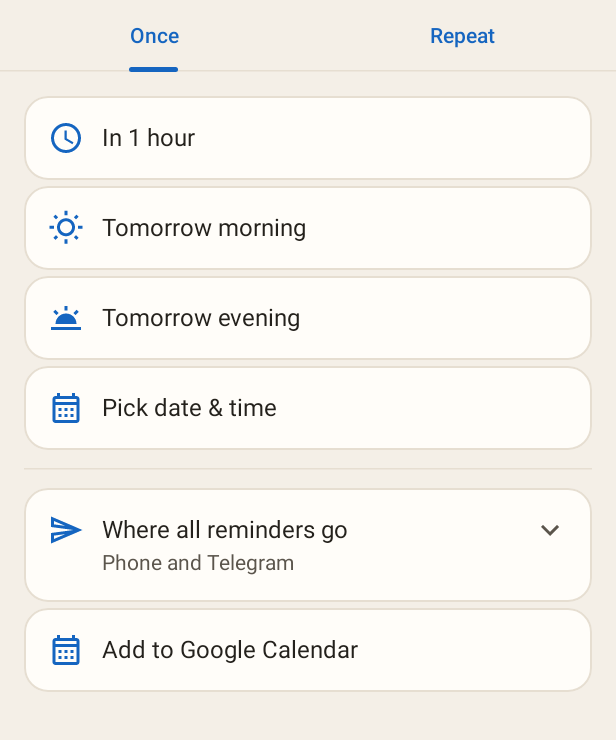 Once
Repeat
In 1 hour
Tomorrow morning
Tomorrow evening
Pick date & time
Where all reminders go
Phone and Telegram
Add to Google Calendar